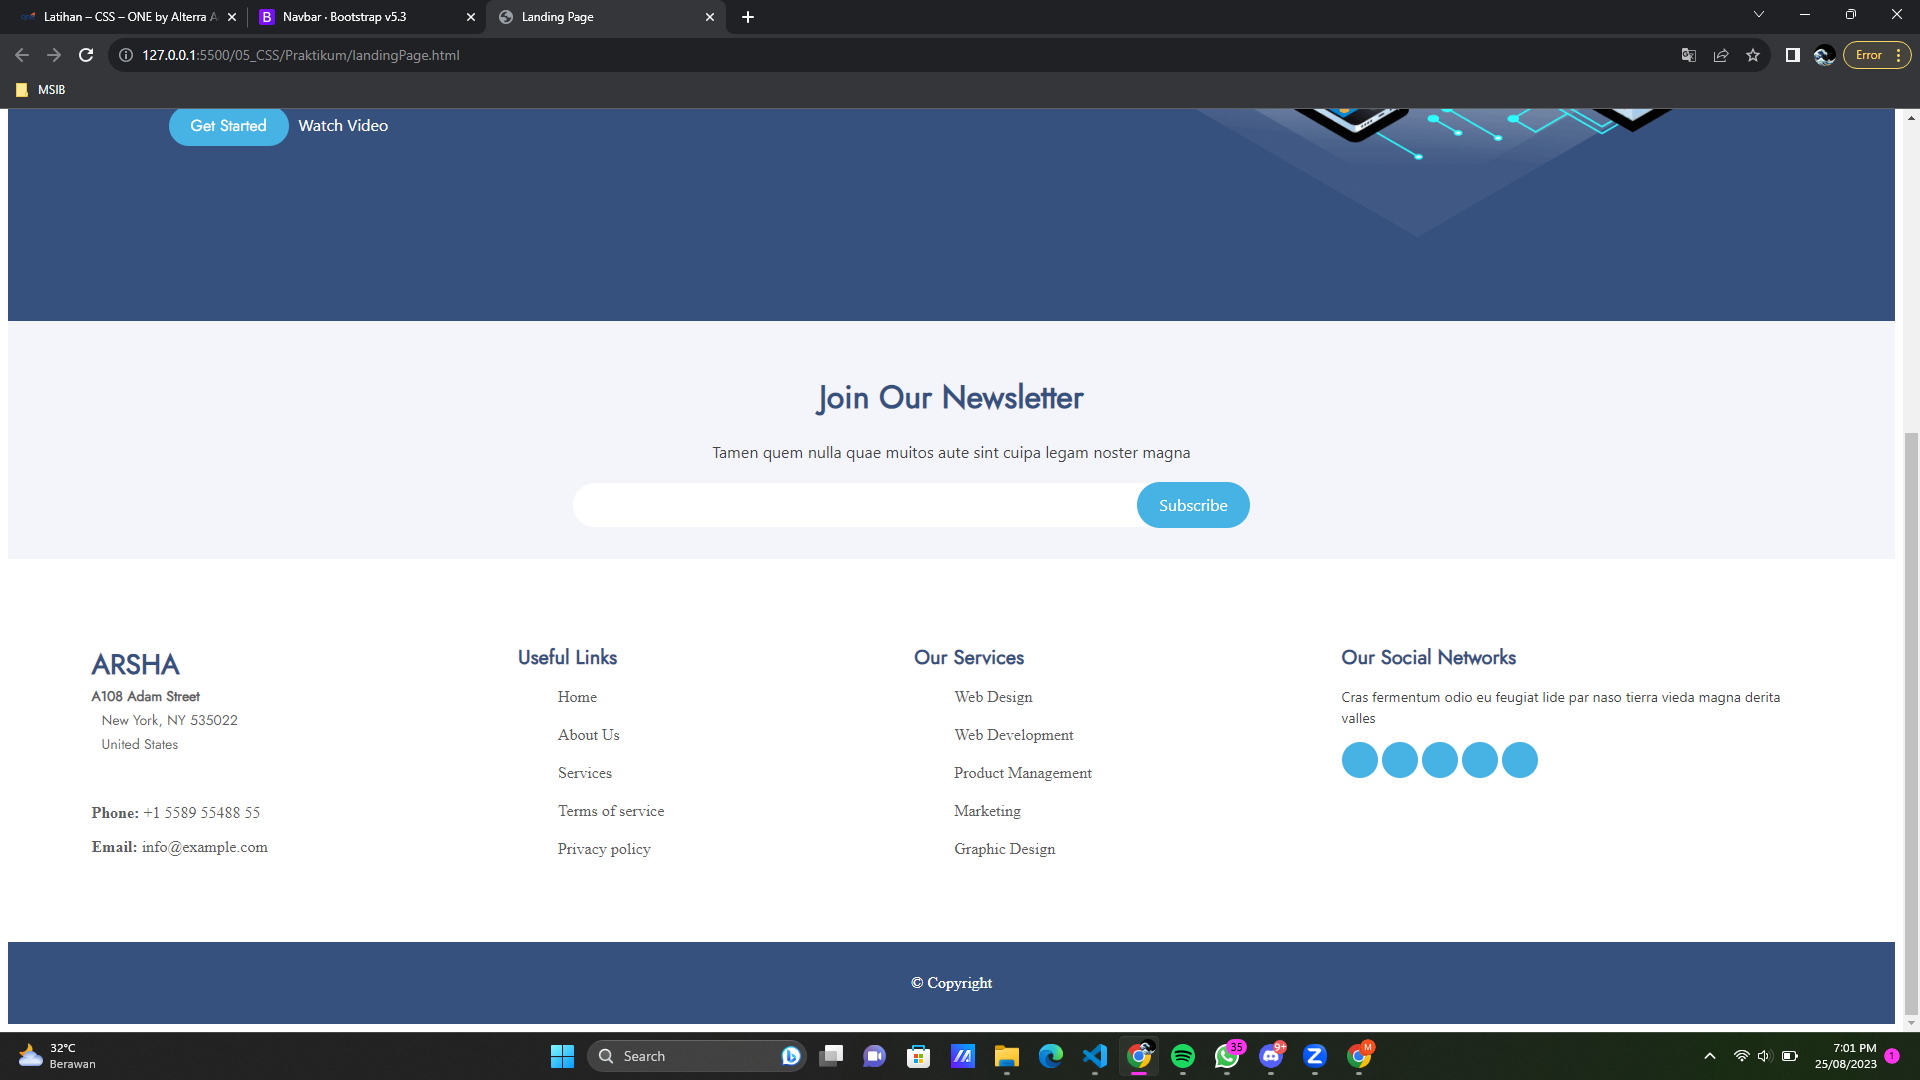 Latihan – CSS – ONE by Alterra A
Navbar · Bootstrap v5.3
Landing Page
127.0.0.1:5500/05_CSS/Praktikum/landingPage.html
Error
MSIB
Get Started
Watch Video
Join Our Newsletter
Tamen quem nulla quae muitos aute sint cuipa legam noster magna
Subscribe
ARSHA
A108 Adam Street
New York, NY 535022
United States
Phone: +1 5589 55488 55
Email: info@example.com
Useful Links
Home
About Us
Services
Terms of service
Privacy policy
Our Services
Web Design
Web Development
Product Management
Marketing
Graphic Design
Our Social Networks
Cras fermentum odio eu feugiat lide par naso tierra vieda magna derita
valles
© Copyright
32°C
Berawan
Search
35
9+
M
7:01 PM
25/08/2023
1